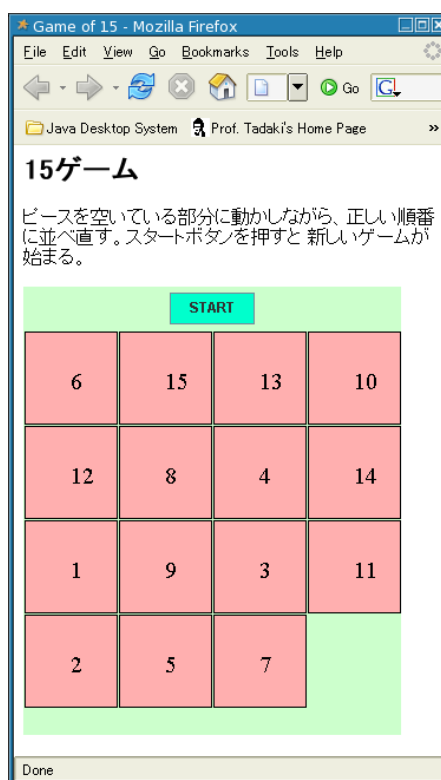 Game of 15 - Mozilla Firefox
File Edit View Go Bookmarks Tools Help
Go G
Java Desktop System Prof. Tadaki's Home Page »
15ゲーム
ピースを空いている部分に動かしながら、正しい順番
に並べ直す。スタートボタンを押すと 新しいゲームが
始まる。
START
6 15 13 10
12 8 4 14
1 9 3 11
2 5 7
Done